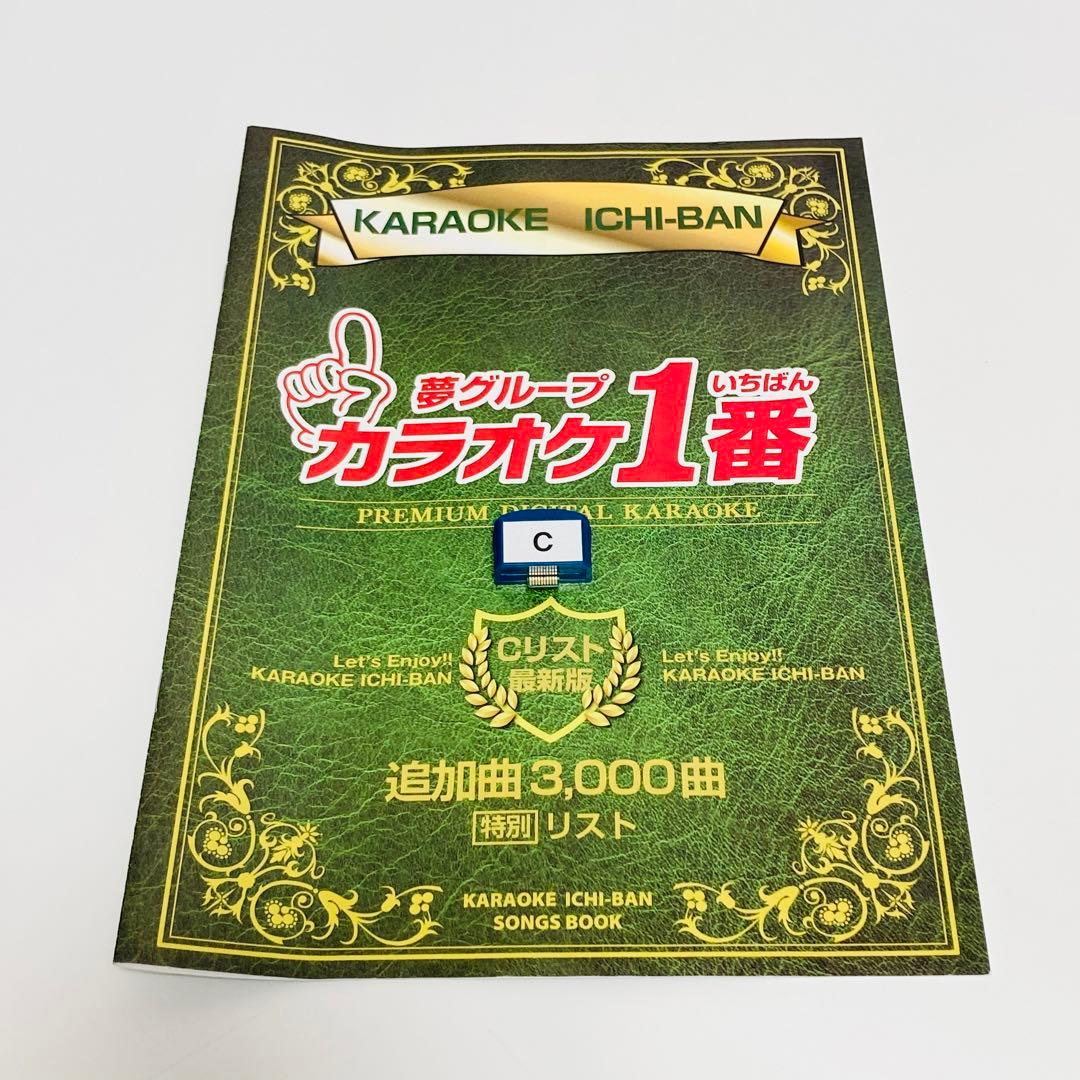 KARAOKE ICHI-BAN
夢グループ
いちばん
カラオケ1番
PREMIUM DIGITAL KARAOKE
C
Cリスト
最新版
Let's Enjoy!!
KARAOKE ICHI-BAN
Let's Enjoy!!
KARAOKE ICHI-BAN
追加曲 3,000曲
特別 リスト
KARAOKE ICHI-BAN
SONGS BOOK